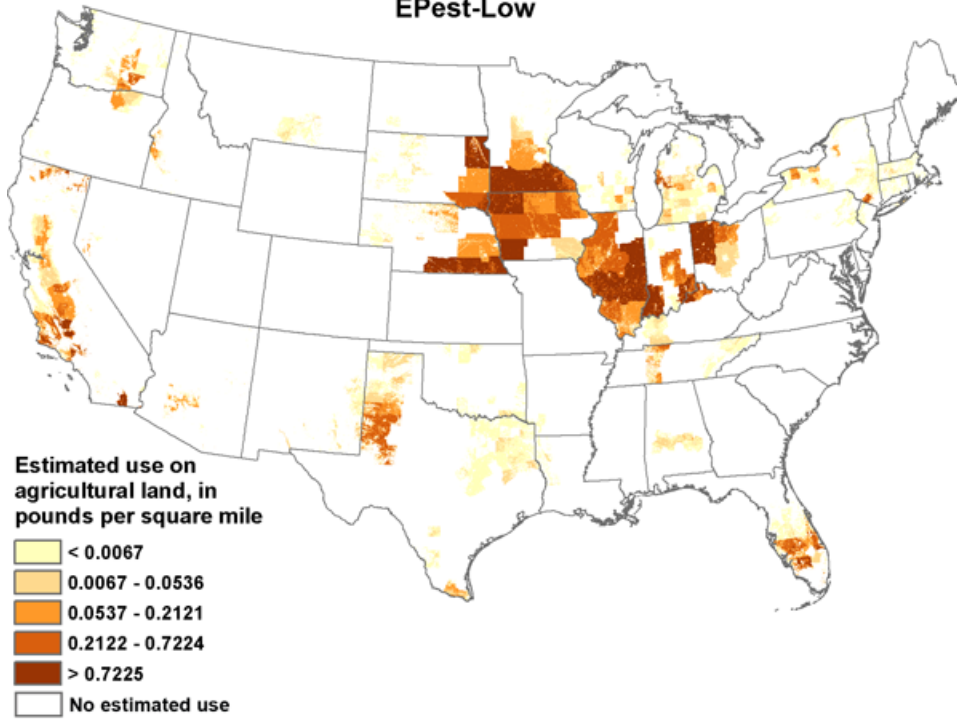 EPest-Low
Estimated use on
agricultural land, in
pounds per square mile
< 0.0067
0.0067 - 0.0536
0.0537 - 0.2121
0.2122 - 0.7224
> 0.7225
No estimated use